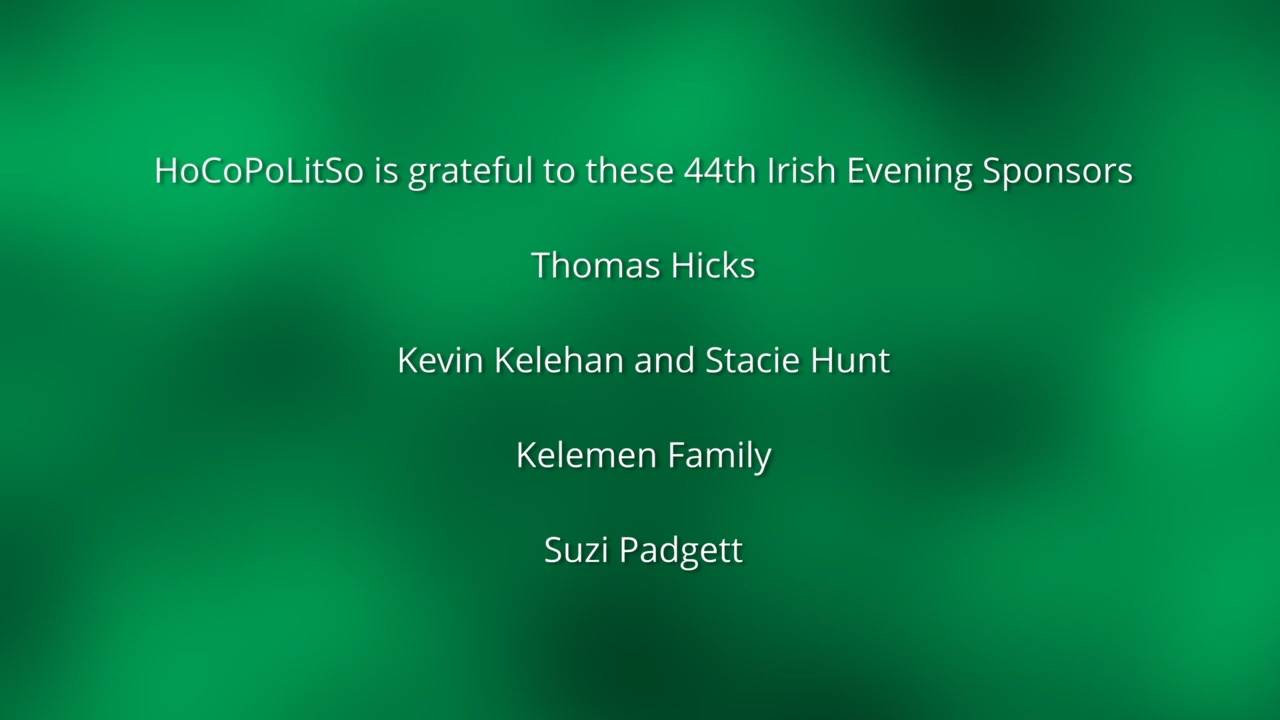 HoCoPoLitSo is grateful to these 44th Irish Evening Sponsors
Thomas Hicks
Kevin Kelehan and Stacie Hunt
Kelemen Family
Suzi Padgett